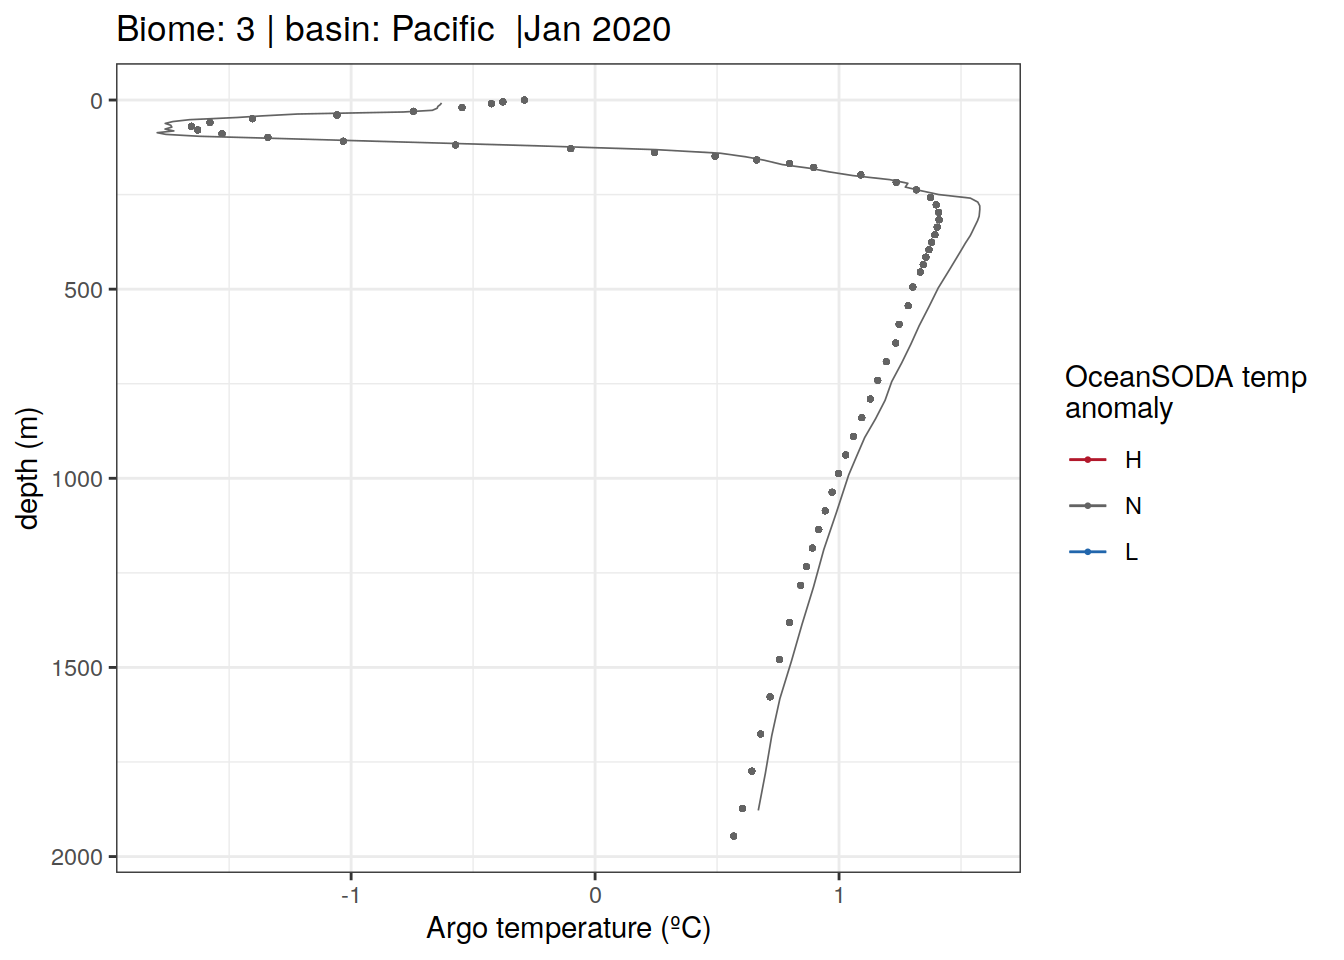 Biome: 3 | basin: Pacific  |Jan 2020
0
500
1000
1500
2000
depth (m)
-1
0
1
Argo temperature (ºC)
OceanSODA temp
anomaly
H
N
L